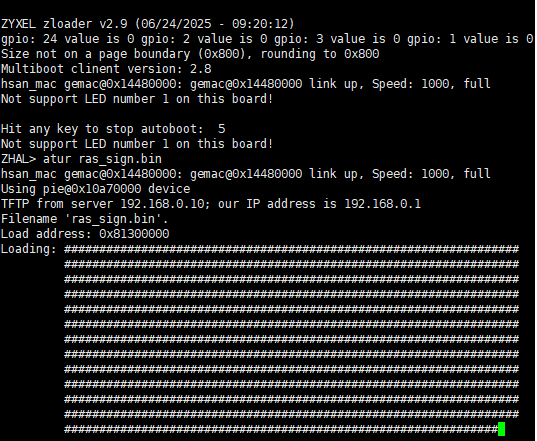 ZYXEL zloader v2.9 (06/24/2025 - 09:20:12)
gpio: 24 value is 0 gpio: 2 value is 0 gpio: 3 value is 0 gpio: 1 value is 0
Size not on a page boundary (0x800), rounding to 0x800
Multiboot clinent version: 2.8
hsan_mac gemac@0x14480000: gemac@0x14480000 link up, Speed: 1000, full
Not support LED number 1 on this board!
Hit any key to stop autoboot:  5
Not support LED number 1 on this board!
ZHAL> atur ras_sign.bin
hsan_mac gemac@0x14480000: gemac@0x14480000 link up, Speed: 1000, full
Using pie@0x10a70000 device
TFTP from server 192.168.0.10; our IP address is 192.168.0.1
Filename 'ras_sign.bin'.
Load address: 0x81300000
Loading: #################################################################
#################################################################
#################################################################
#################################################################
#################################################################
#################################################################
#################################################################
#################################################################
#################################################################
#################################################################
#################################################################
#################################################################
##############################################################